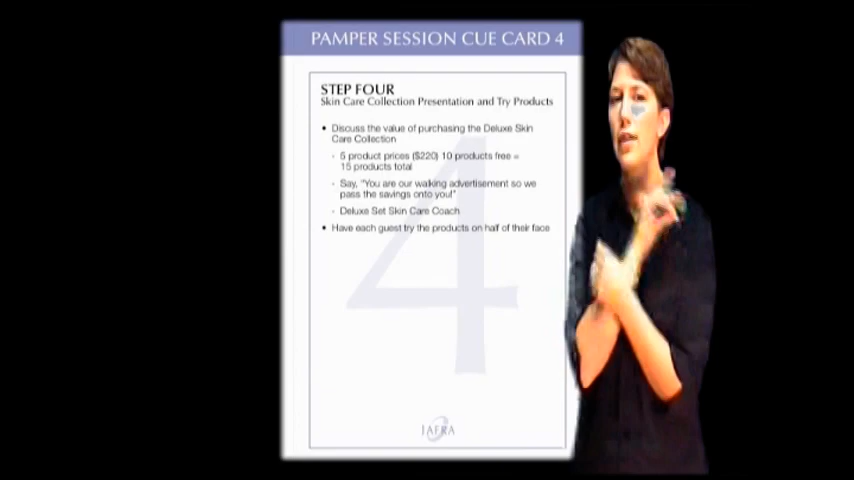 PAMPER SESSION CUE CARD 4
STEP FOUR
Skin Care Collection Presentation and Try Products
• Discuss the value of purchasing the Deluxe Skin
Care Collection
- 5 product prices ($220) 10 products free =
15 products total
- Say, "You are our walking advertisement so we
pass the savings onto you!"
- Deluxe Set Skin Care Coach
• Have each guest try the products on half of their face
4
JAFRA